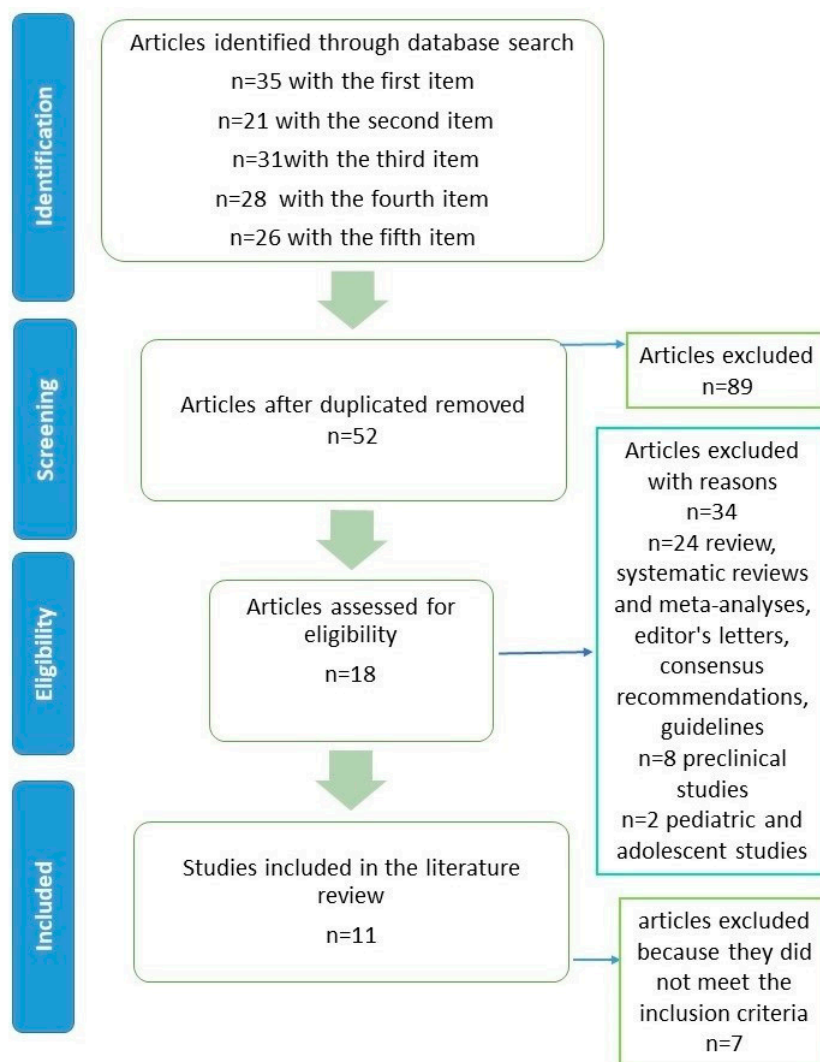 Identification
Articles identified through database search
n=35 with the first item
n=21 with the second item
n=31with the third item
n=28 with the fourth item
n=26 with the fifth item
Screening
Articles after duplicated removed
n=52
Articles excluded
n=89
Eligibility
Articles assessed for
eligibility
n=18
Articles excluded
with reasons
n=34
n=24 review,
systematic reviews
and meta-analyses,
editor's letters,
consensus
recommendations,
guidelines
n=8 preclinical
studies
n=2 pediatric and
adolescent studies
Included
Studies included in the literature
review
n=11
articles excluded
because they did
not meet the
inclusion criteria
n=7